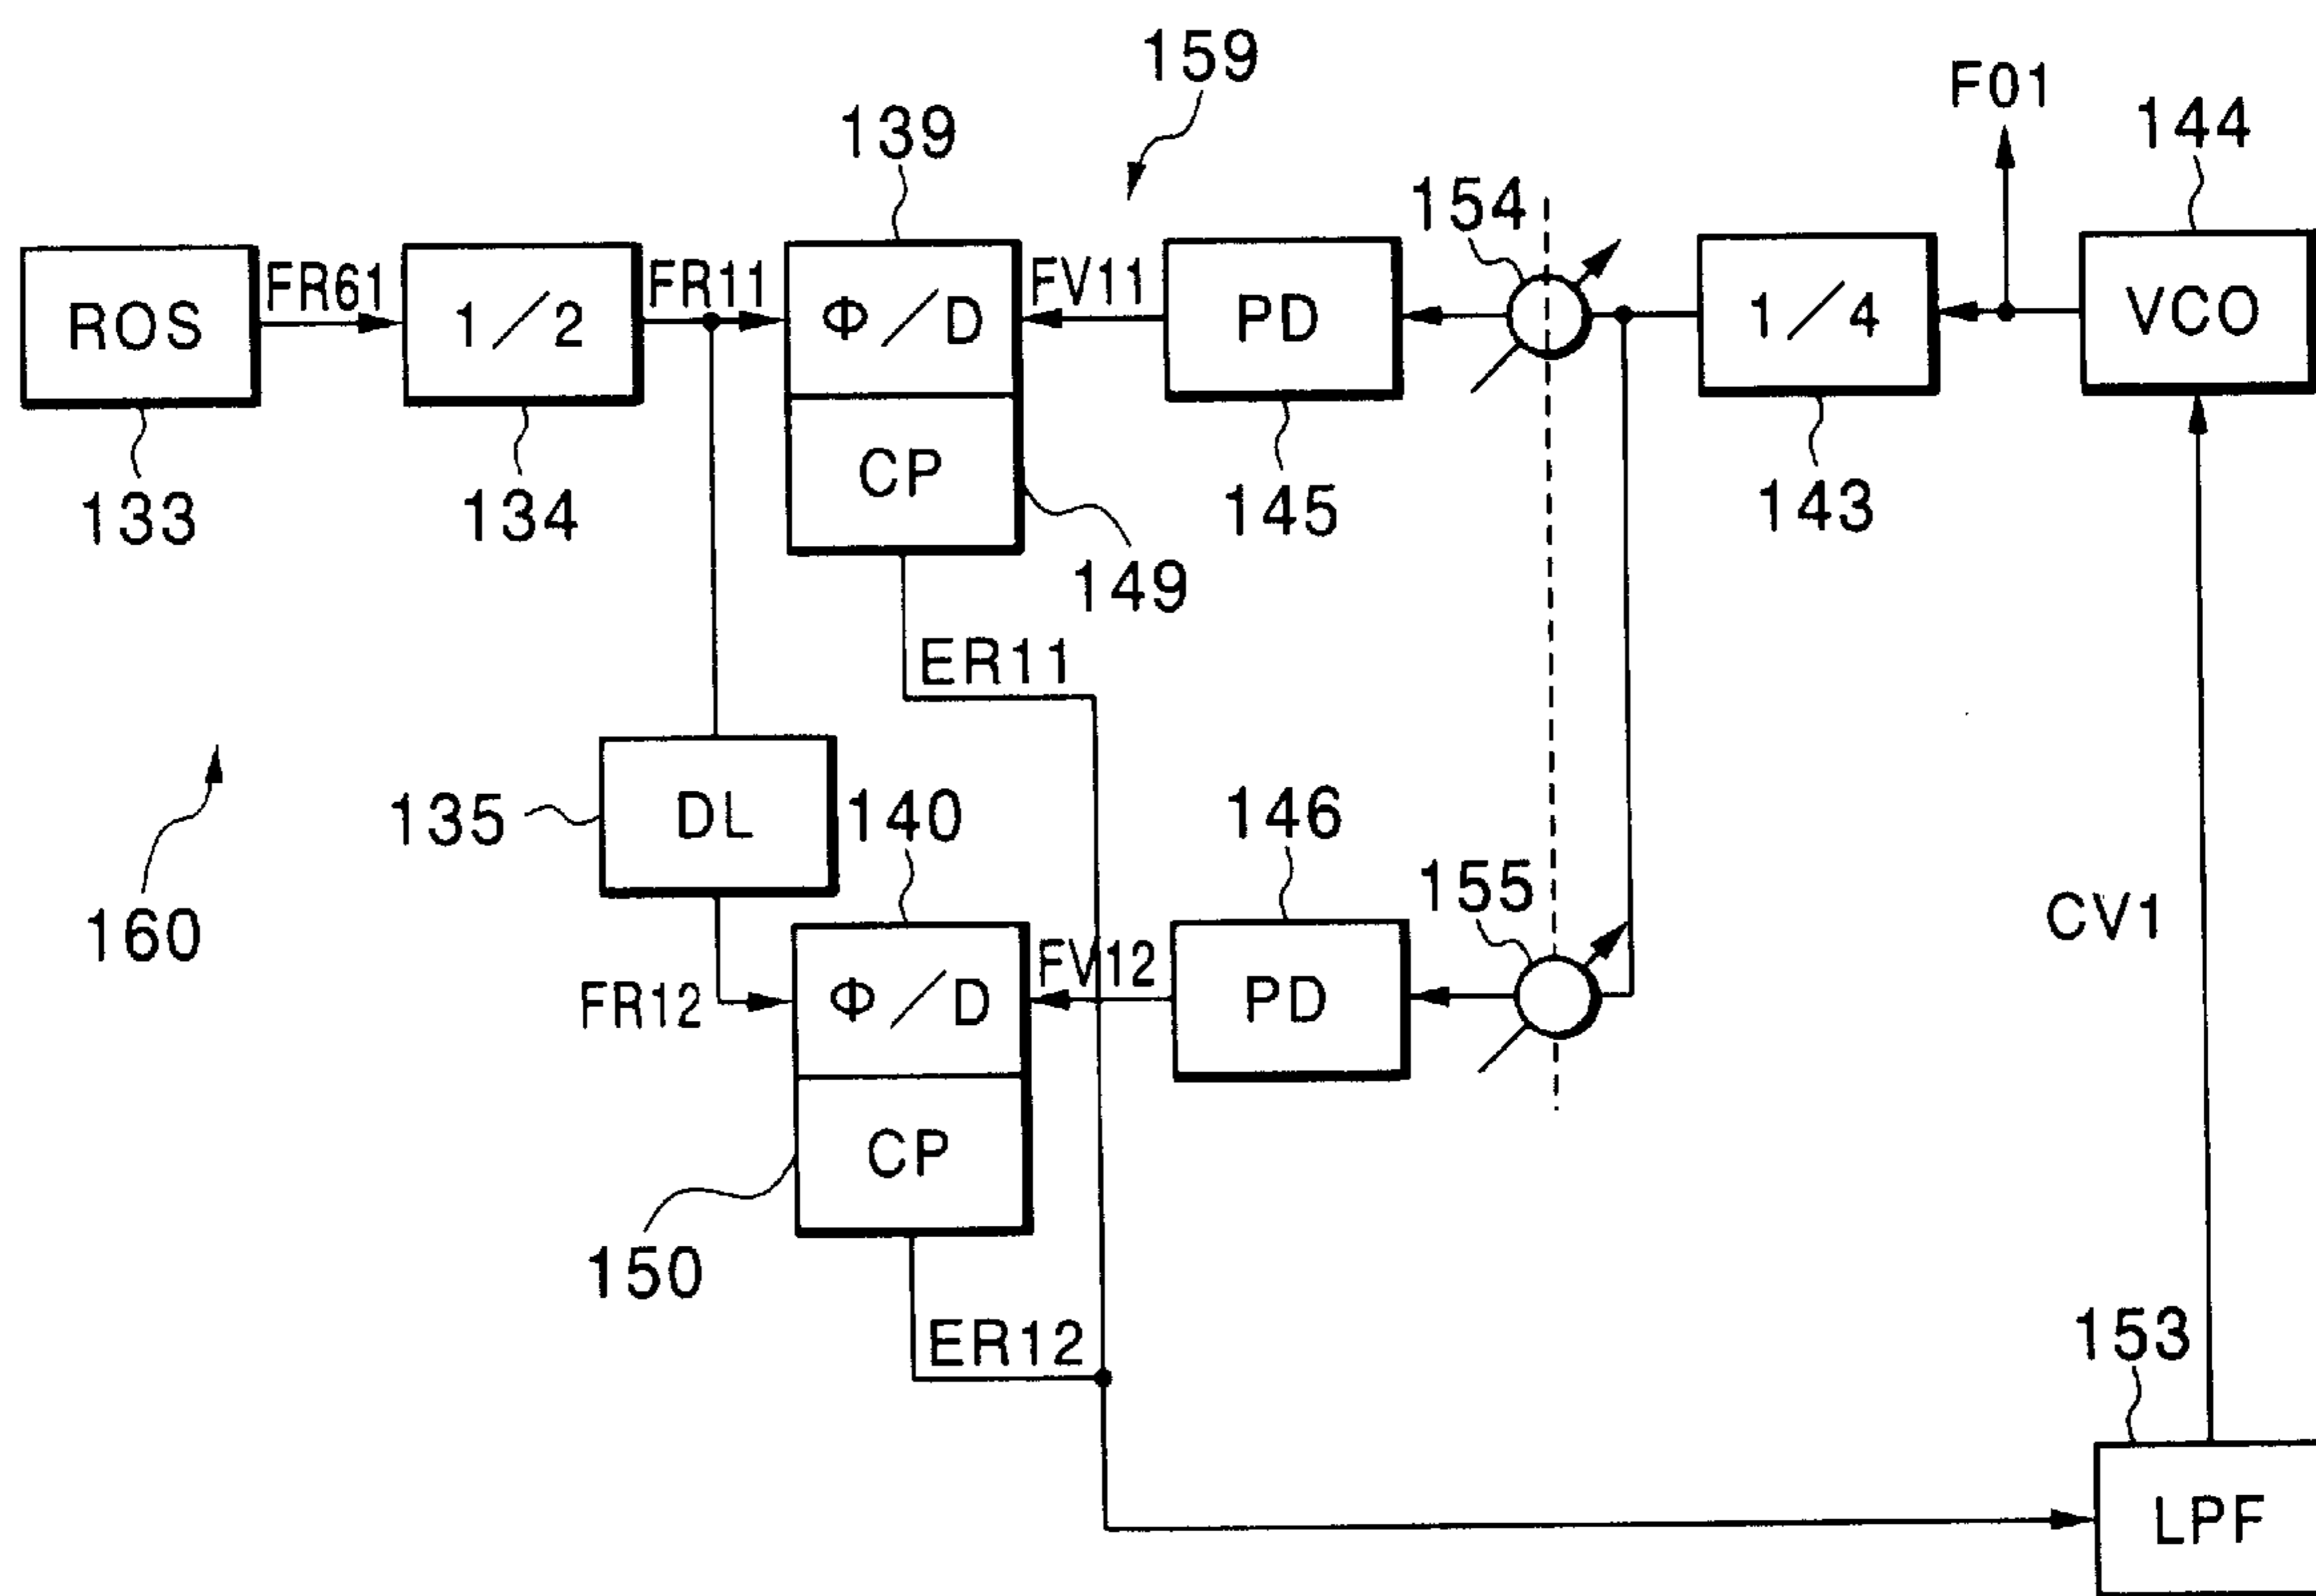 159
F01
139
144
154
ROS
FR61
1/2
FR11
Φ/D
FV11
PD
1/4
VCO
CP
133
134
145
143
149
ER11
135
DL
140
146
155
160
CV1
FR12
Φ/D
FV12
PD
CP
150
ER12
153
LPF